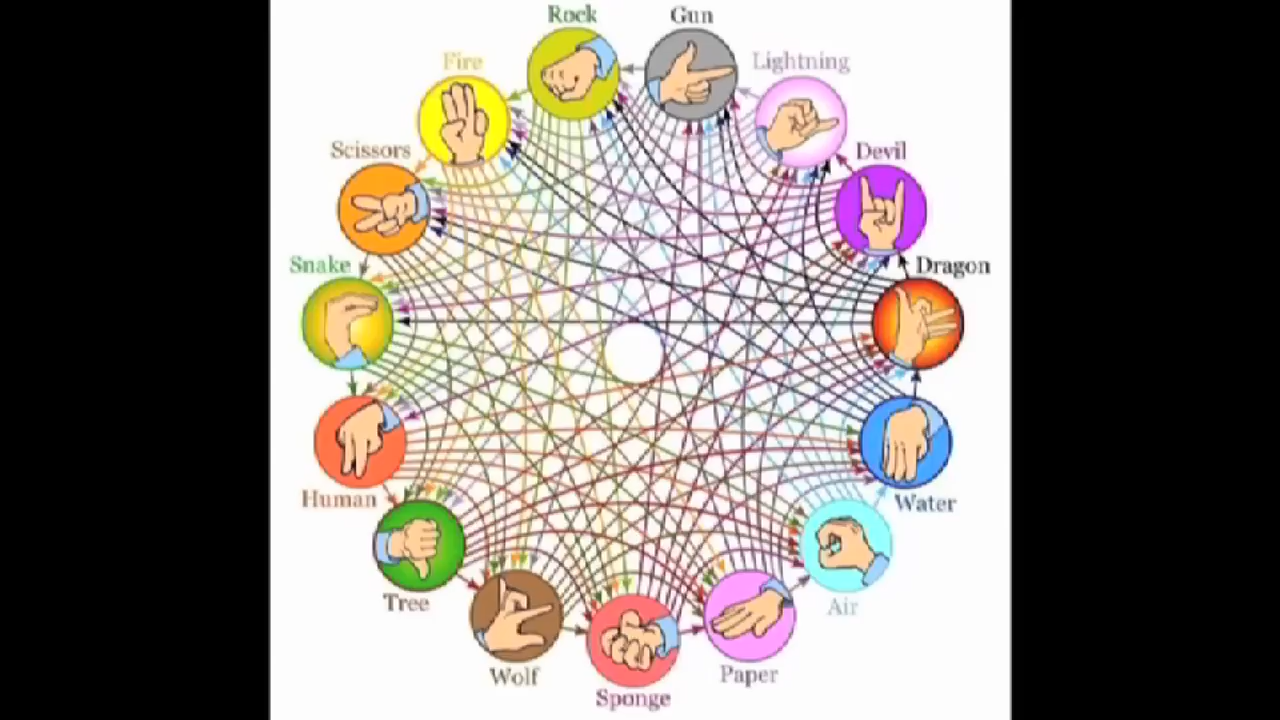 Rock
Gun
Fire
Lightning
Scissors
Devil
Snake
Dragon
Human
Water
Tree
Air
Wolf
Paper
Sponge